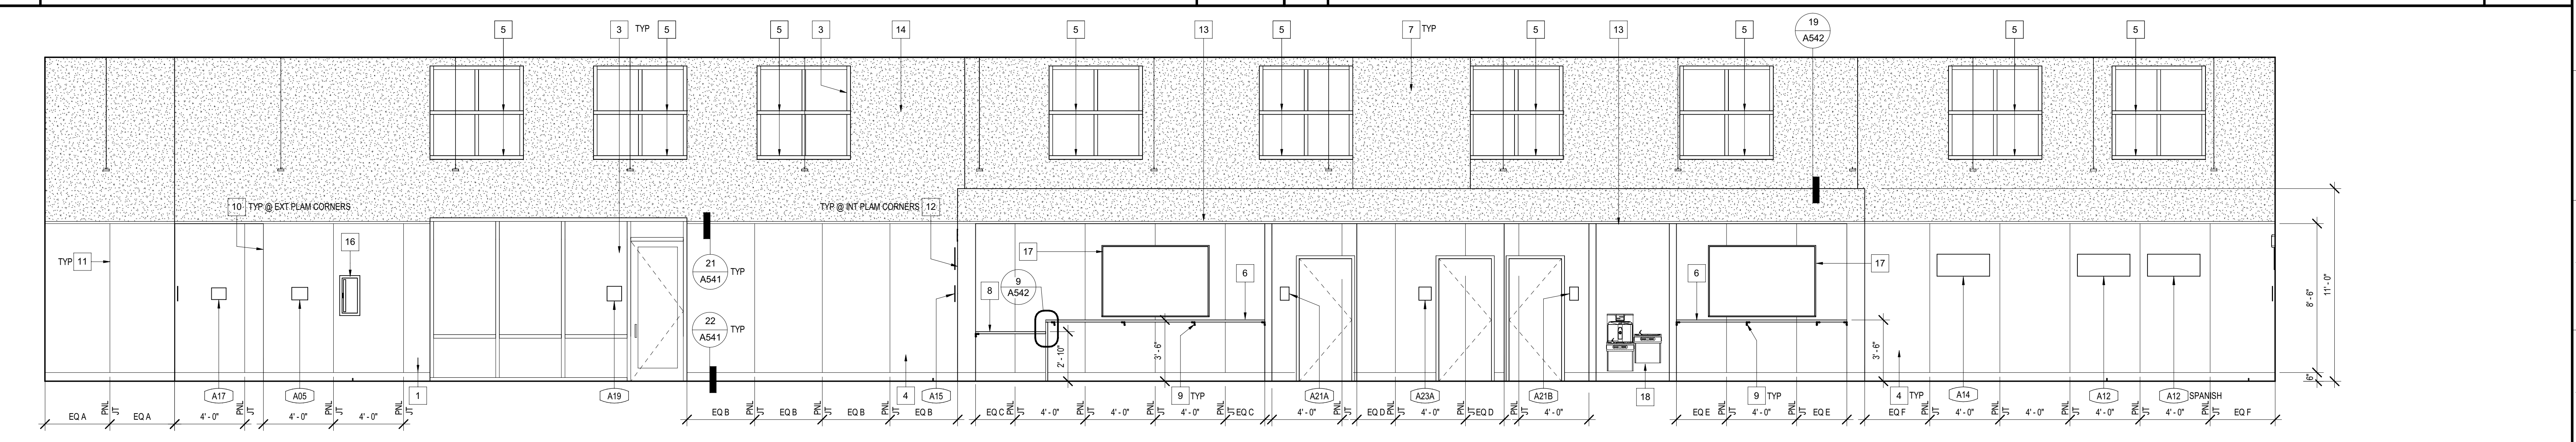 5
3 TYP
5
5
3
14
5
13
5
7 TYP
5
13
5
19
A542
5
5
10 TYP @ EXT PLAM CORNERS
TYP @ INT PLAM CORNERS 12
TYP 11
16
21
A541
TYP
22
A541
TYP
8
9
A542
17
6
6
17
2' - 10"
3' - 6"
3' - 6"
8' - 6"
11' - 0"
6"
A17
A05
1
A19
4
A15
9 TYP
A21A
A23A
A21B
18
9 TYP
4 TYP
A14
A12
A12 SPANISH
EQ A
PNL JT
EQ A
4' - 0"
PNL JT
4' - 0"
PNL JT
4' - 0"
PNL JT
EQ B
PNL JT
EQ B
PNL JT
EQ B
PNL JT
EQ B
EQ C
PNL JT
4' - 0"
PNL JT
4' - 0"
PNL JT
4' - 0"
PNL JT
EQ C
4' - 0"
PNL JT
EQ D
PNL JT
4' - 0"
PNL JT
EQ D
PNL JT
4' - 0"
EQ E
PNL JT
4' - 0"
PNL JT
EQ E
EQ F
PNL JT
4' - 0"
PNL JT
4' - 0"
PNL JT
4' - 0"
PNL JT
4' - 0"
PNL JT
EQ F